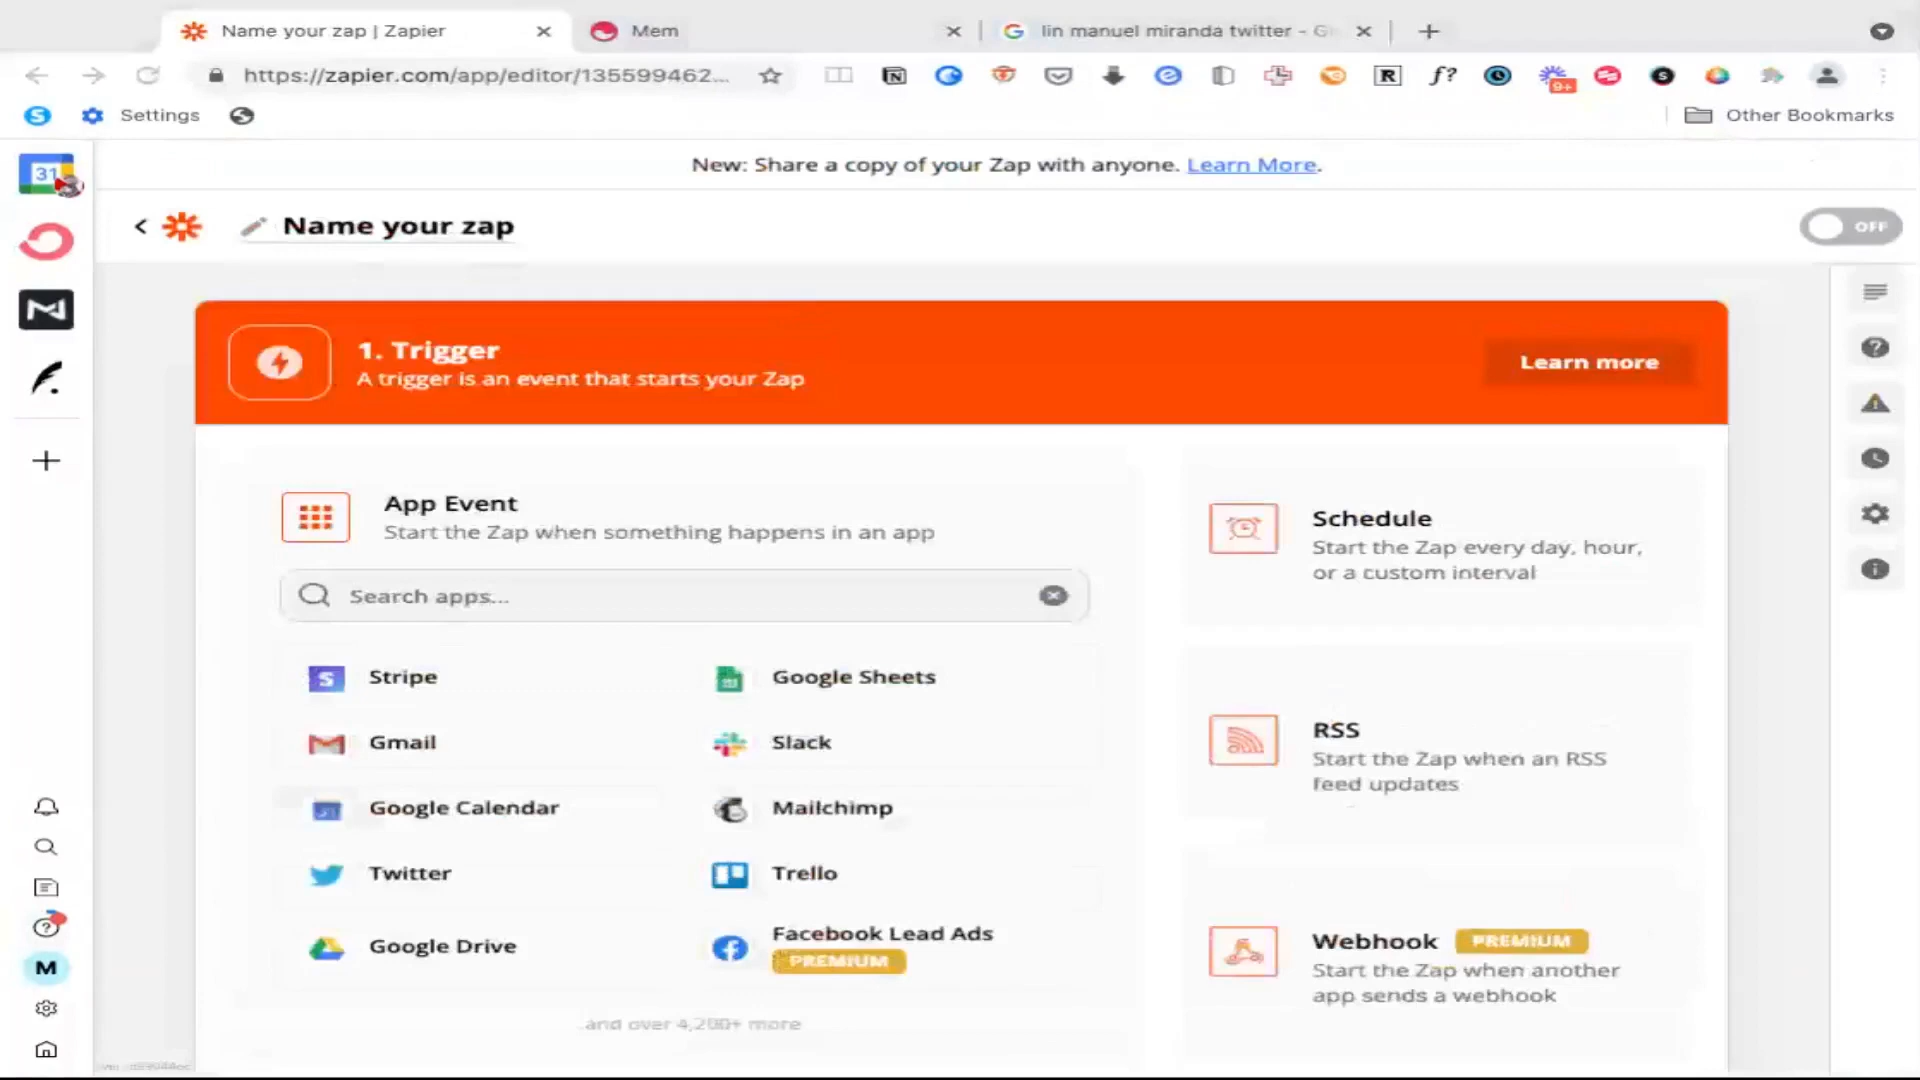 Name your zap | Zapier
Mem
lin manuel miranda twitter - G
https://zapier.com/app/editor/135599462...
9+
Settings
Other Bookmarks
31
New: Share a copy of your Zap with anyone. Learn More.
Name your zap
OFF
1. Trigger
A trigger is an event that starts your Zap
Learn more
App Event
Start the Zap when something happens in an app
Search apps...
Stripe
Google Sheets
Gmail
Slack
Google Calendar
Mailchimp
Twitter
Trello
Google Drive
Facebook Lead Ads
PREMIUM
and over 4,200+ more
Schedule
Start the Zap every day, hour,
or a custom interval
RSS
Start the Zap when an RSS
feed updates
Webhook PREMIUM
Start the Zap when another
app sends a webhook
M